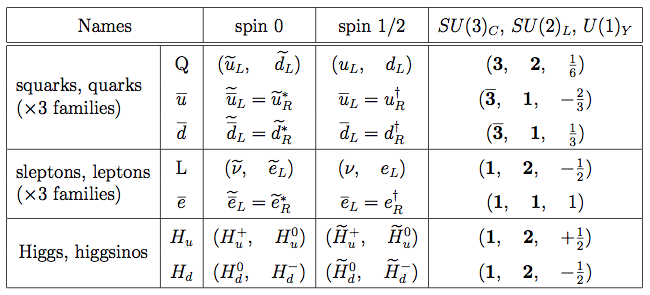 Names spin 0 spin 1/2 SU(3)_C, SU(2)_L, U(1)_Y
squarks, quarks Q (ũ_L, d̃_L) (u_L, d_L) (𝟑, 𝟐, 1/6)
(×3 families) ū ũ̄_L = ũ*_R ū_L = u†_R (𝟑̄, 𝟏, −2/3)
d̄ d̃̄_L = d̃*_R d̄_L = d†_R (𝟑̄, 𝟏, 1/3)
sleptons, leptons L (ν̃, ẽ_L) (ν, e_L) (𝟏, 𝟐, −1/2)
(×3 families) ē ẽ̄_L = ẽ*_R ē_L = e†_R (𝟏, 𝟏, 1)
Higgs, higgsinos H_u (H_u^+, H_u^0) (H̃_u^+, H̃_u^0) (𝟏, 𝟐, +1/2)
H_d (H_d^0, H_d^−) (H̃_d^0, H̃_d^−) (𝟏, 𝟐, −1/2)